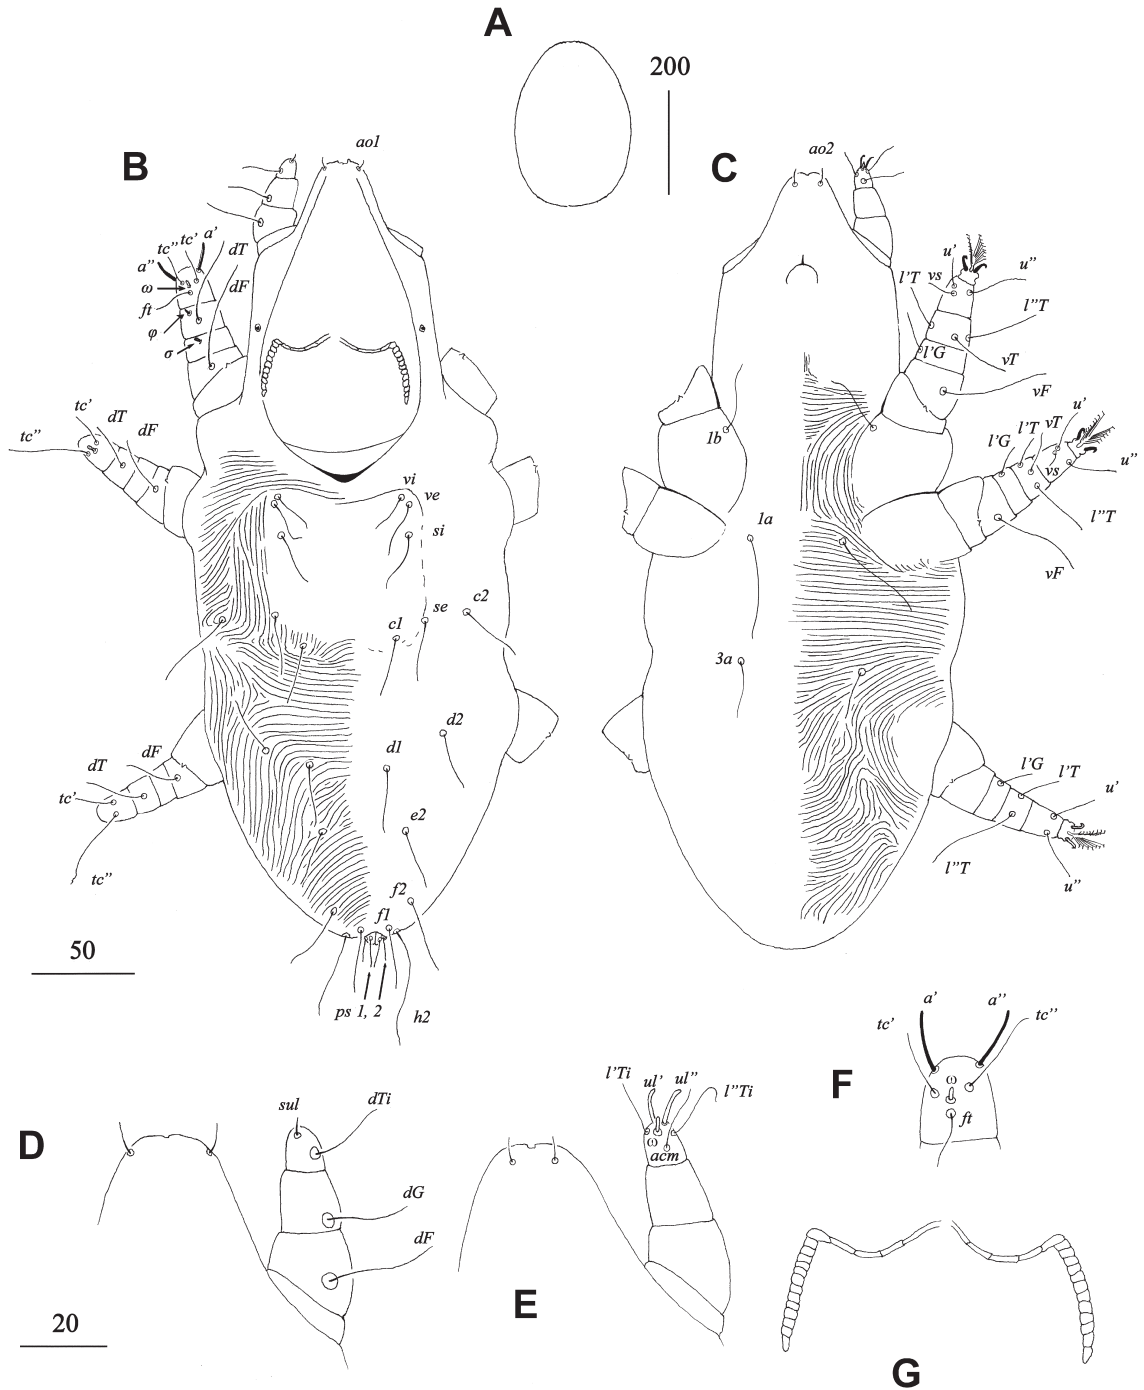 A
200
B
ao1
tc’’ tc’ a’
dT
a’’
ω
dF
ft
φ
σ
tc’
dT
dF
tc’’
vi
ve
si
c2
se
c1
d2
d1
dF
dT
tc’
e2
tc’’
f2
f1
50
ps 1, 2
h2
C
ao2
u’
u’’
vs
l’T
l’’T
l’G
vT
vF
1b
u’
vT
l’T
l’G
u’’
vs
l’’T
1a
vF
3a
l’G
l’T
u’
l’’T
u’’
D
sul
dTi
dG
dF
20
E
l’Ti
ul’
ul’’
l’’Ti
ω
acm
F
a’
a’’
tc’
tc’’
ω
ft
G